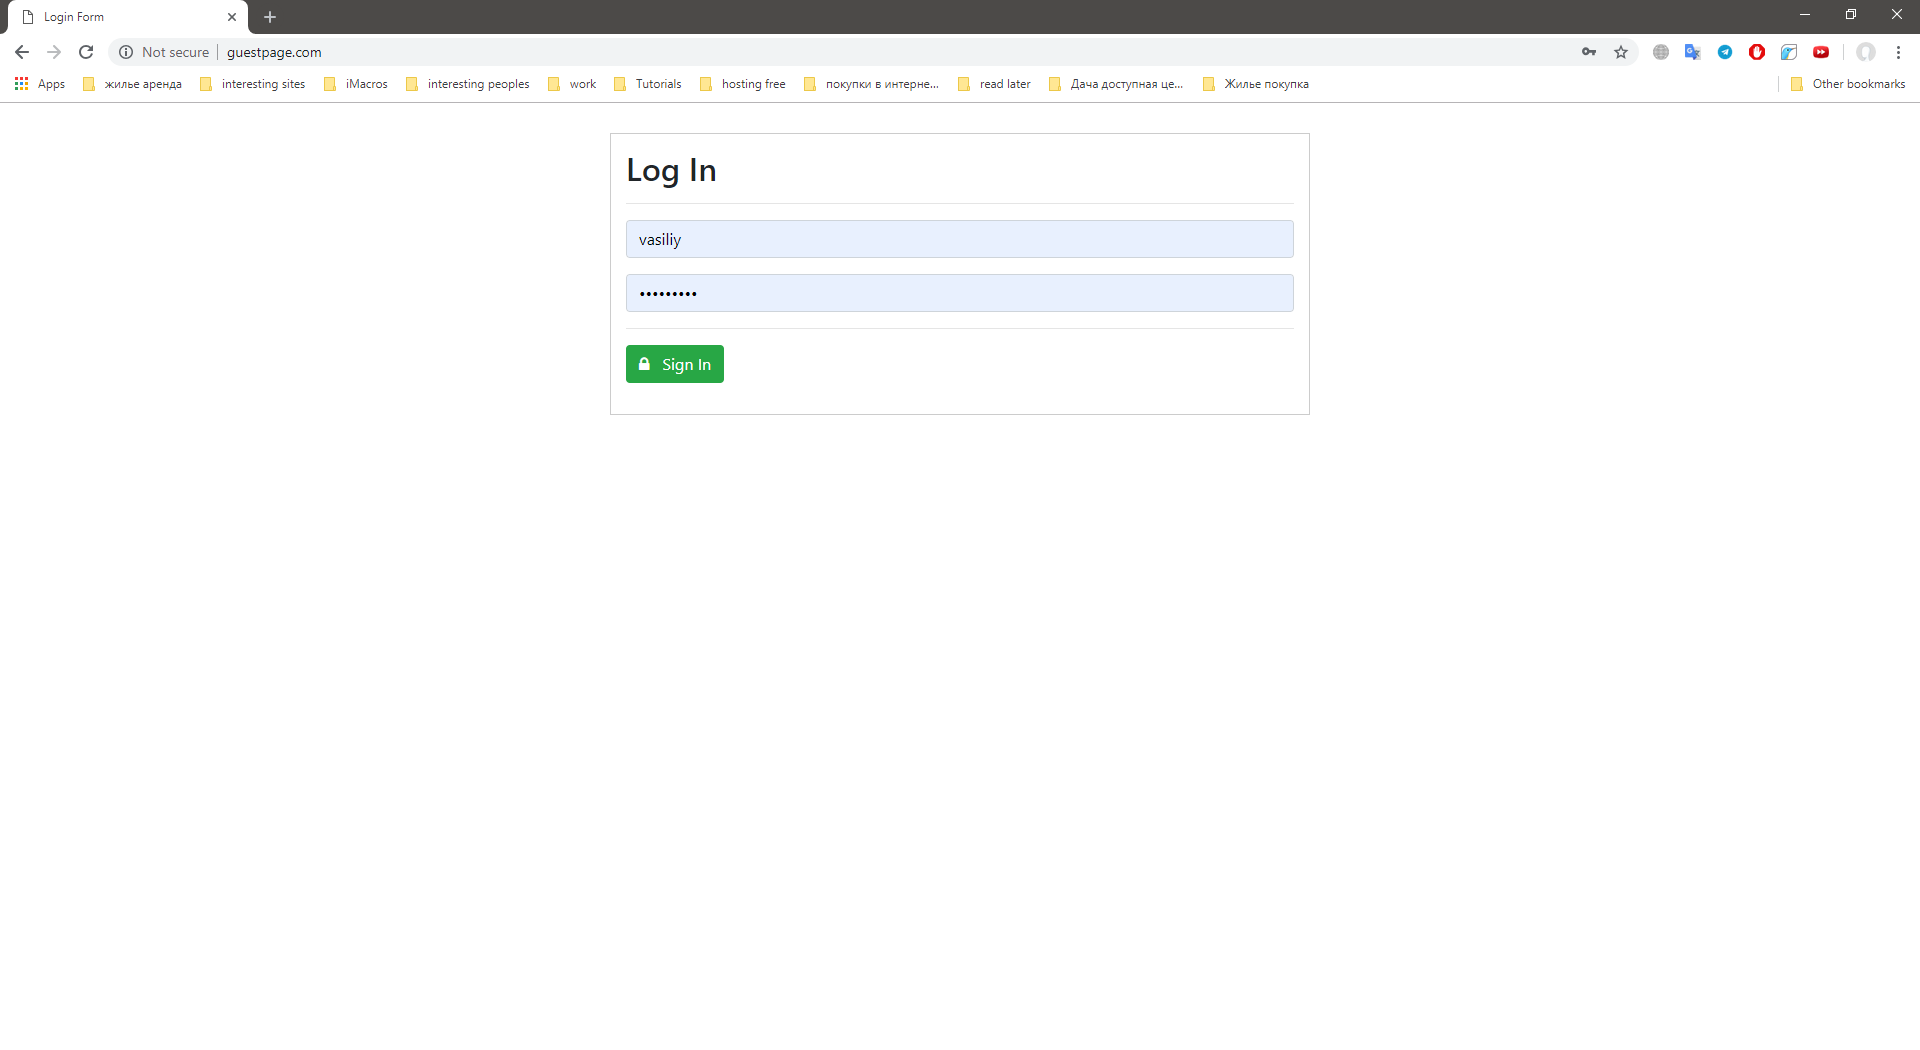 Login Form
Not secure guestpage.com
Apps жилье аренда interesting sites iMacros interesting peoples work Tutorials hosting free покупки в интерне... read later Дача доступная це... Жилье покупка Other bookmarks
Log In
vasiliy
•••••••••
Sign In